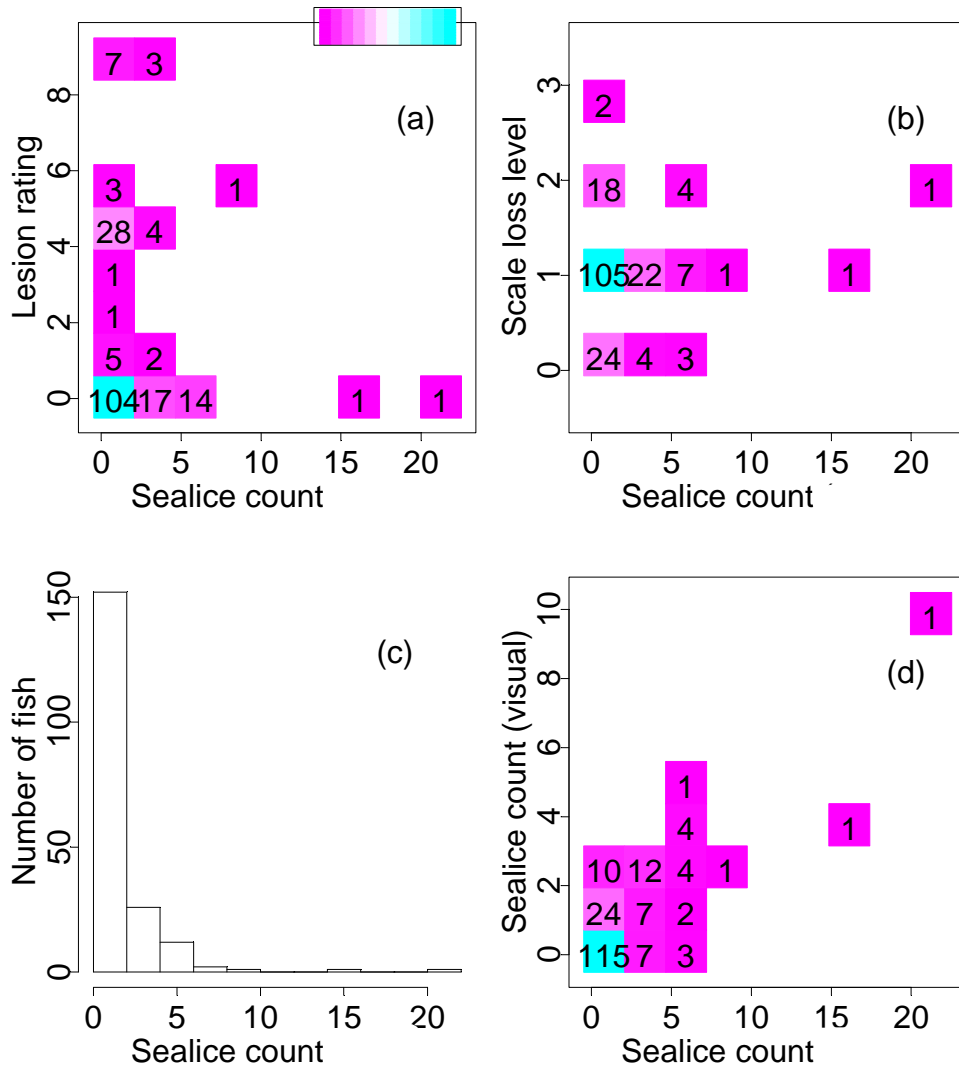 (a)
Lesion rating
8
6
4
2
0
7 3
3 1
28 4
1
1
5 2
104 17 14 1 1
0 5 10 15 20
Sealice count
(b)
Scale loss level
3
2
1
0
2
18 4 1
105 22 7 1 1
24 4 3
0 5 10 15 20
Sealice count
(c)
Number of fish
150
100
50
0
0 5 10 15 20
Sealice count
(d)
Sealice count (visual)
10
8
6
4
2
0
1
1
4 1
10 12 4 1
24 7 2
115 7 3
0 5 10 15 20
Sealice count